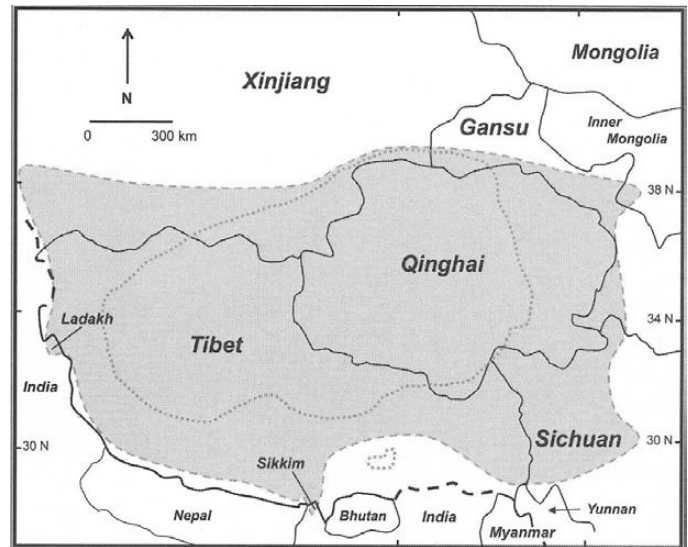 Mongolia
Xinjiang
N
0
300 km
Gansu
Inner
Mongolia
38 N
Qinghai
Ladakh
Tibet
34 N
India
30 N
Sichuan
30 N
Sikkim
Nepal
Bhutan
India
Myanmar
Yunnan